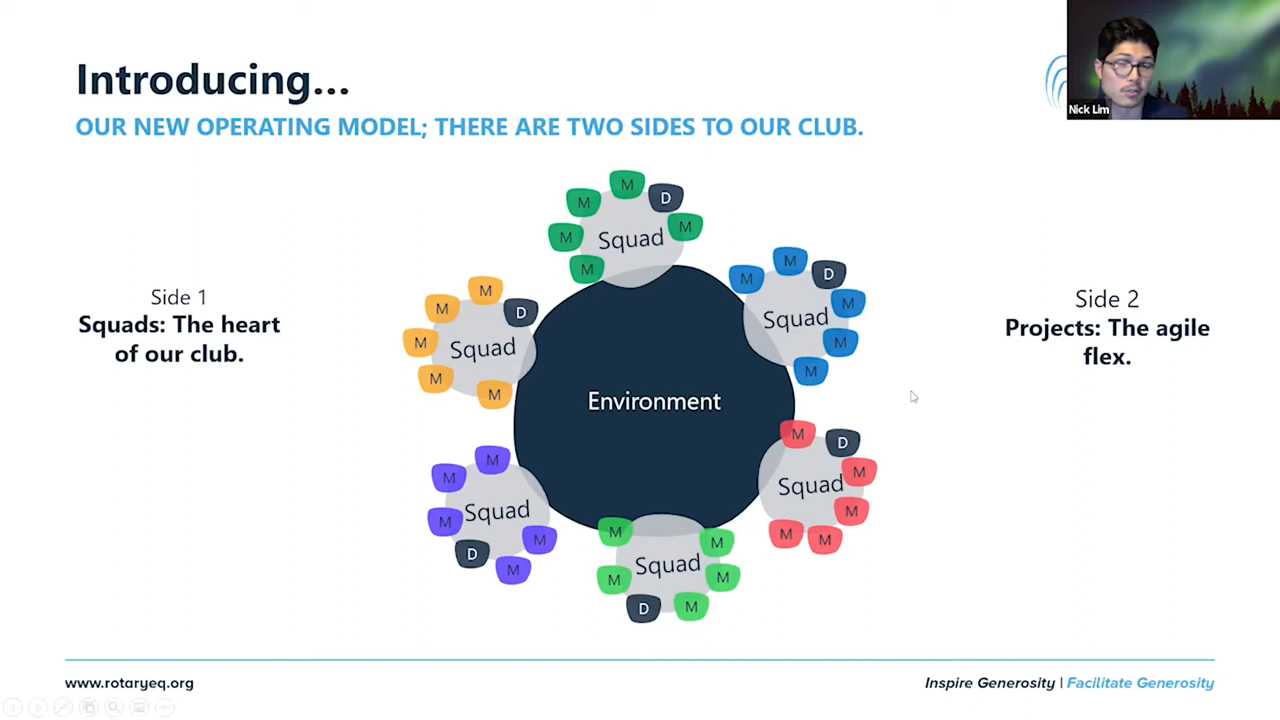 Introducing...
OUR NEW OPERATING MODEL; THERE ARE TWO SIDES TO OUR CLUB.
Nick Lim
Side 1
Squads: The heart
of our club.
M
M
D
M
M
M
Squad
M
M
D
M
M
M
Squad
M
M
D
M
M
M
Squad
Environment
Side 2
Projects: The agile
flex.
M
D
M
M
M
M
Squad
M
M
M
D
M
M
Squad
M
M
M
M
D
M
Squad
www.rotaryeq.org
Inspire Generosity | Facilitate Generosity